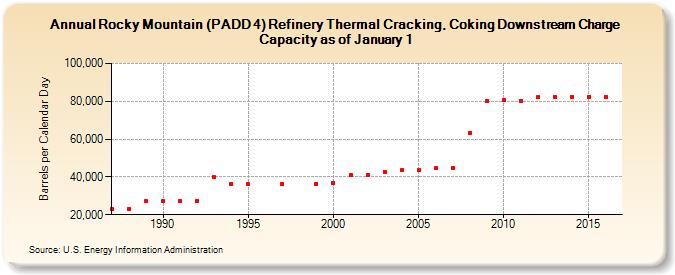 Annual Rocky Mountain (PADD 4) Refinery Thermal Cracking, Coking Downstream Charge
Capacity as of January 1
Barrels per Calendar Day
100,000
80,000
60,000
40,000
20,000
1990
1995
2000
2005
2010
2015
Source: U.S. Energy Information Administration